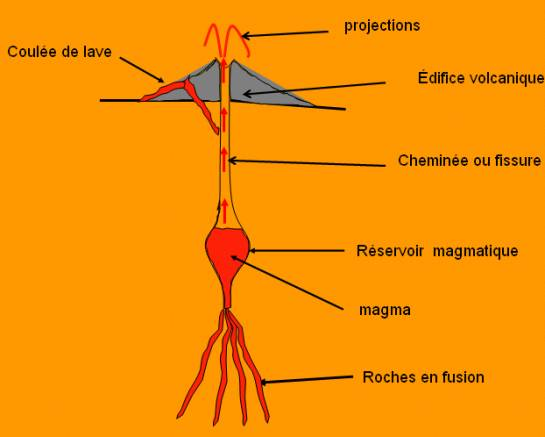 projections
Coulée de lave
Édifice volcanique
Cheminée ou fissure
Réservoir magmatique
magma
Roches en fusion